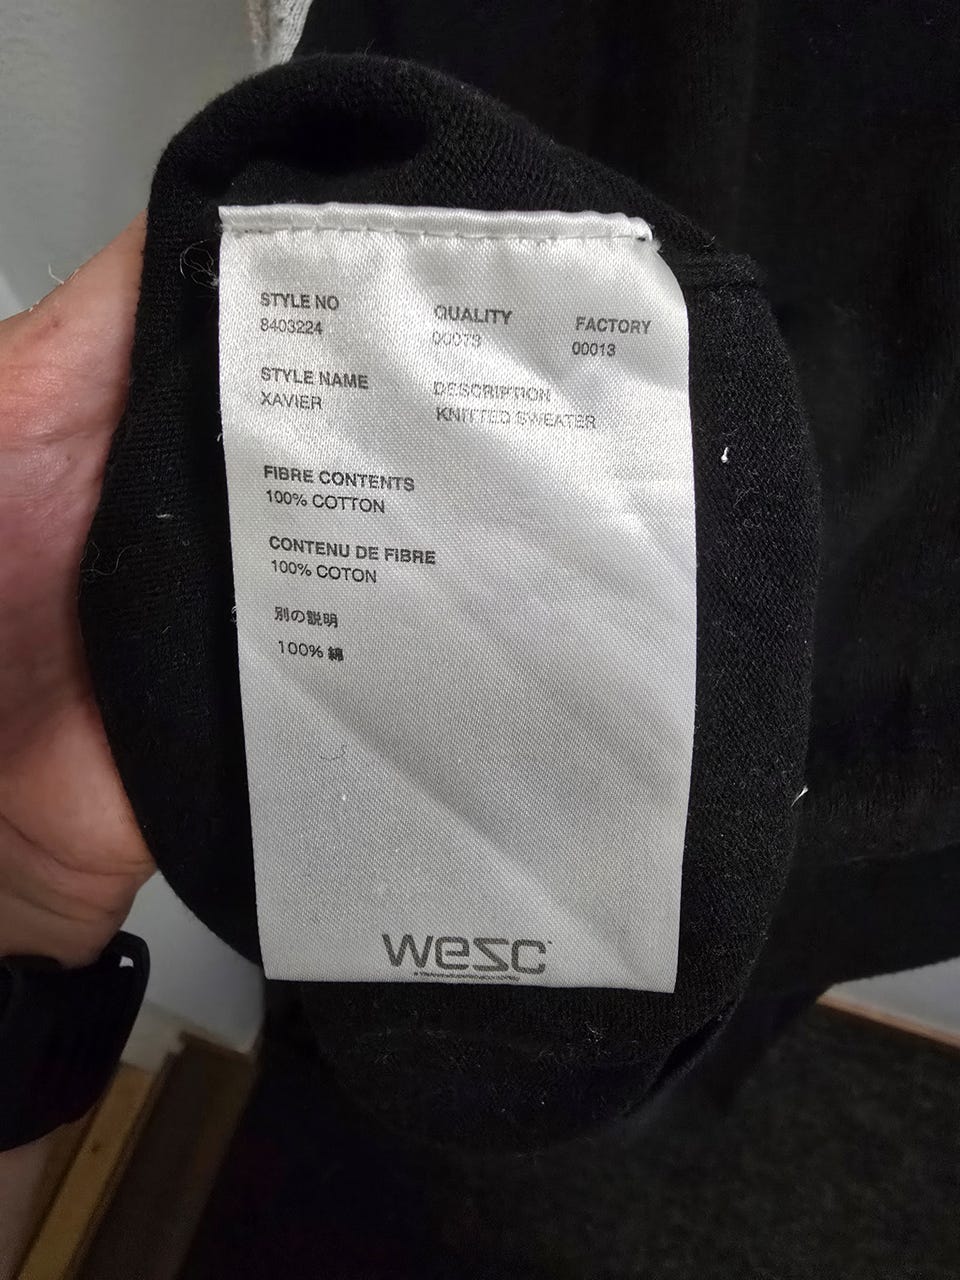 STYLE NO
8403224
QUALITY
00073
FACTORY
00013
STYLE NAME
XAVIER
DESCRIPTION
KNITTED SWEATER
FIBRE CONTENTS
100% COTTON
CONTENU DE FIBRE
100% COTON
別の説明
100% 綿
wesc